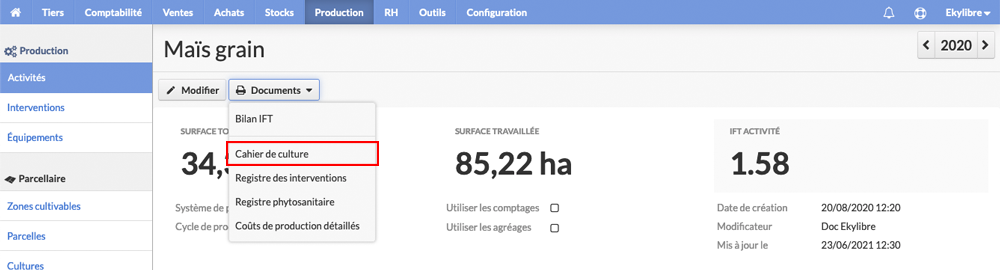 Tiers Comptabilité Ventes Achats Stocks Production RH Outils Configuration Ekylibre
Production
Activités
Interventions
Équipements
Parcellaire
Zones cultivables
Parcelles
Cultures
Maïs grain
2020
Modifier Documents
Bilan IFT
Cahier de culture
Registre des interventions
Registre phytosanitaire
Coûts de production détaillés
SURFACE TO
34,
Système de p
Cycle de pro
SURFACE TRAVAILLÉE
85,22 ha
Utiliser les comptages
Utiliser les agréages
IFT ACTIVITÉ
1.58
Date de création 20/08/2020 12:20
Modificateur Doc Ekylibre
Mis à jour le 23/06/2021 12:30